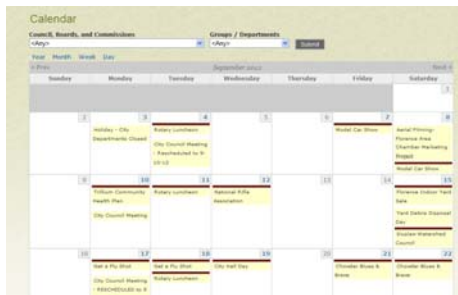 Calendar
Council, Boards, and Commissions
Groups / Departments
<Any>
<Any>
Submit
Year Month Week Day
« Prev
September 2012
Next »
Sunday Monday Tuesday Wednesday Thursday Friday Saturday
1
2 3 4 5 6 7 8
Holiday - City Departments Closed
Rotary Luncheon
City Council Meeting - Rescheduled to 9-10-12
Model Car Show
Aerial Filming- Florence Area Chamber Marketing Project
Model Car Show
9 10 11 12 13 14 15
Trillium Community Health Plan
City Council Meeting
Rotary Luncheon
National Rifle Association
Florence Indoor Yard Sale
Yard Debris Disposal Day
Siuslaw Watershed Council
16 17 18 19 20 21 22
Get a Flu Shot
City Council Meeting - RESCHEDULED to 9
Get a Flu Shot
Rotary Luncheon
City Hall Day
Chowder Blues & Brews
Chowder Blues & Brews